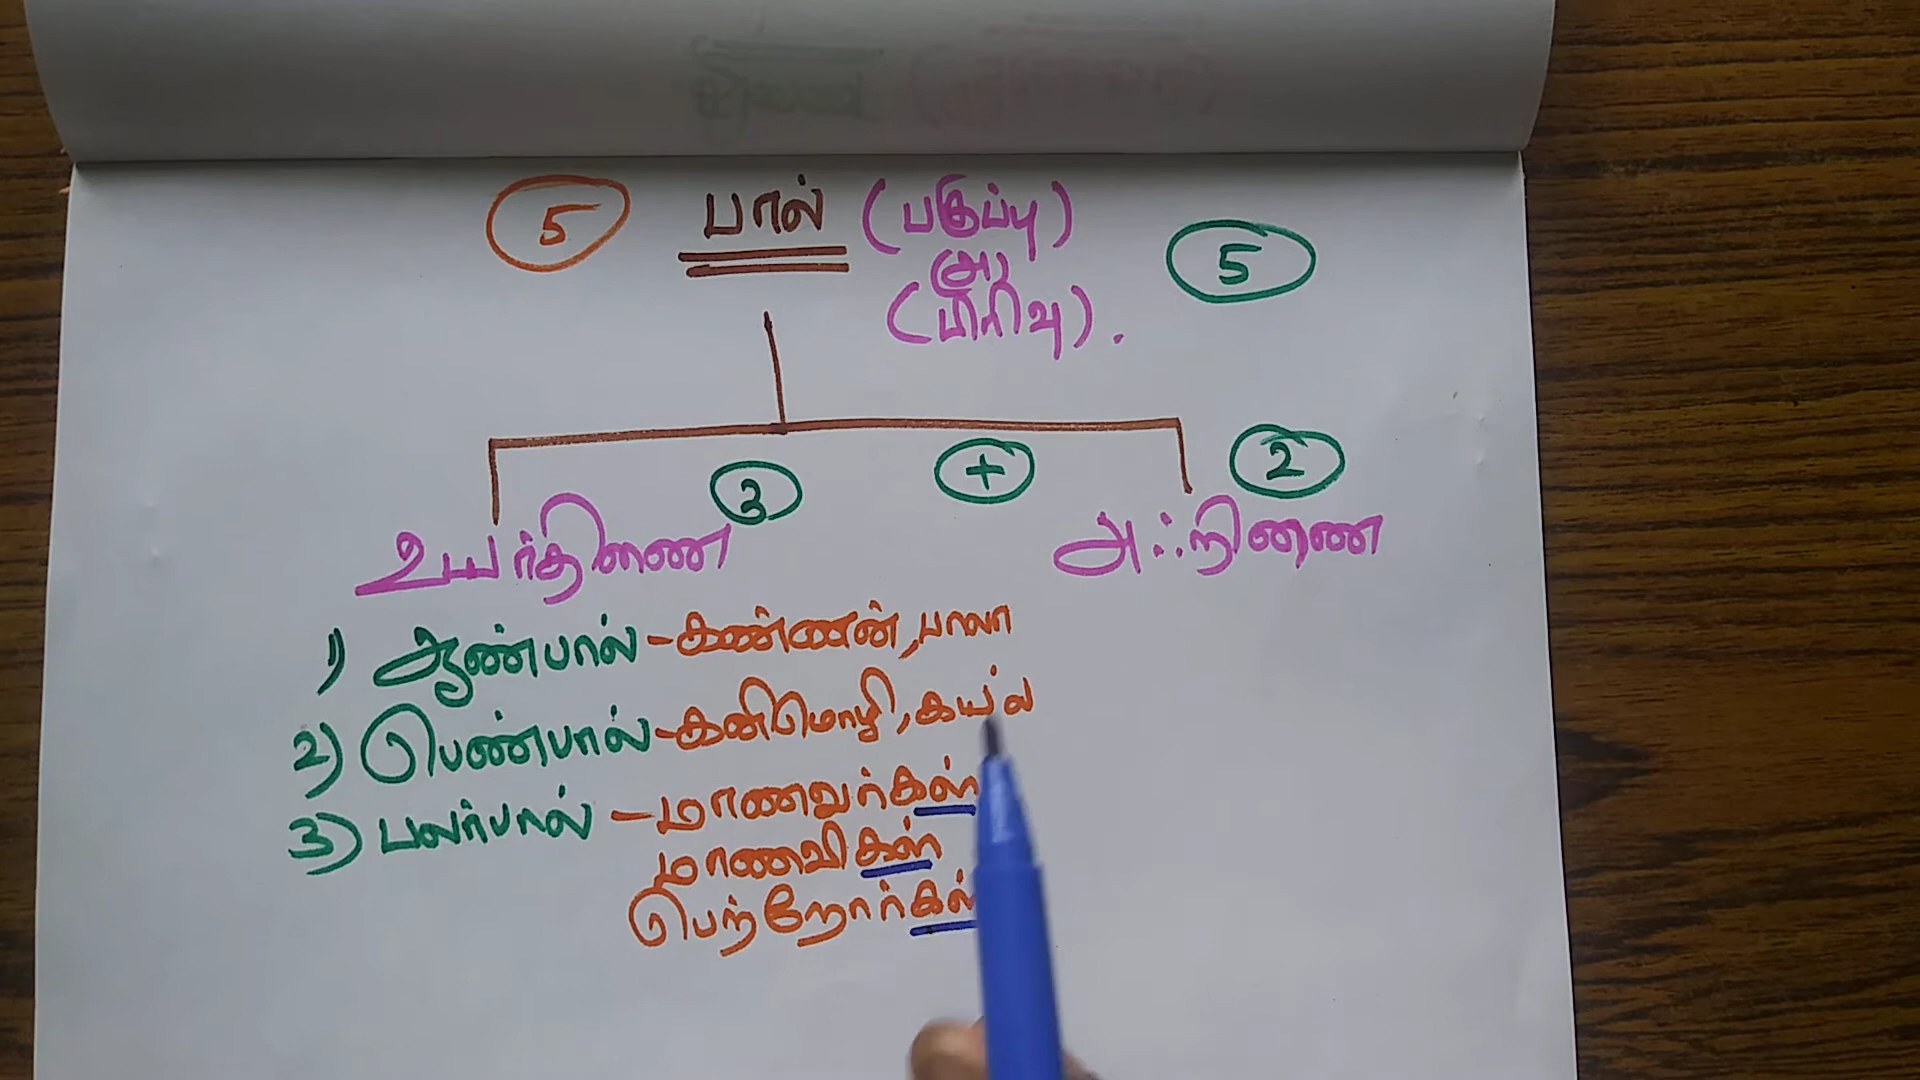 5 பால் (பகுப்பு) 5
(அ)
(பிரிவு).
3 + 2
உயர்திணை அஃறிணை
1) ஆண்பால் - கண்ணன், பாலா
2) பெண்பால் - கனிமொழி, கயல்
3) பலர்பால் - மாணவர்கள்
மாணவிகள்
பெற்றோர்கள்